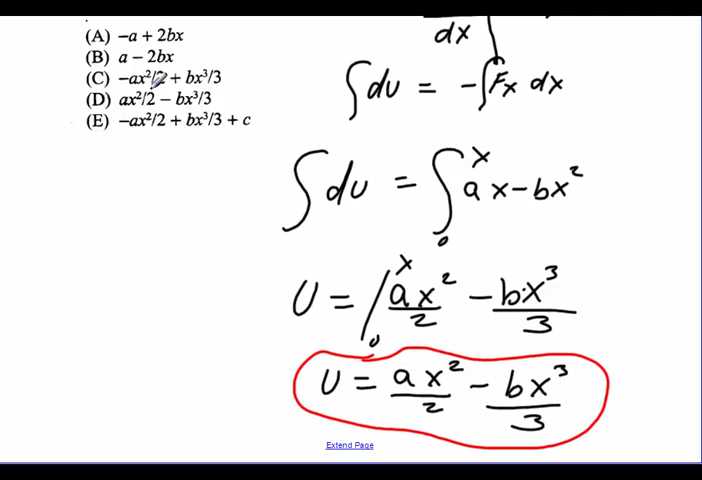 (A) −a + 2bx
(B) a − 2bx
(C) −ax²/2 + bx³/3
(D) ax²/2 − bx³/3
(E) −ax²/2 + bx³/3 + c
dx
∫du = −∫Fx dx
∫du = ∫₀ˣ ax − bx²
U = |₀ˣ ax²/2 − b·x³/3
U = ax²/2 − bx³/3
Extend Page